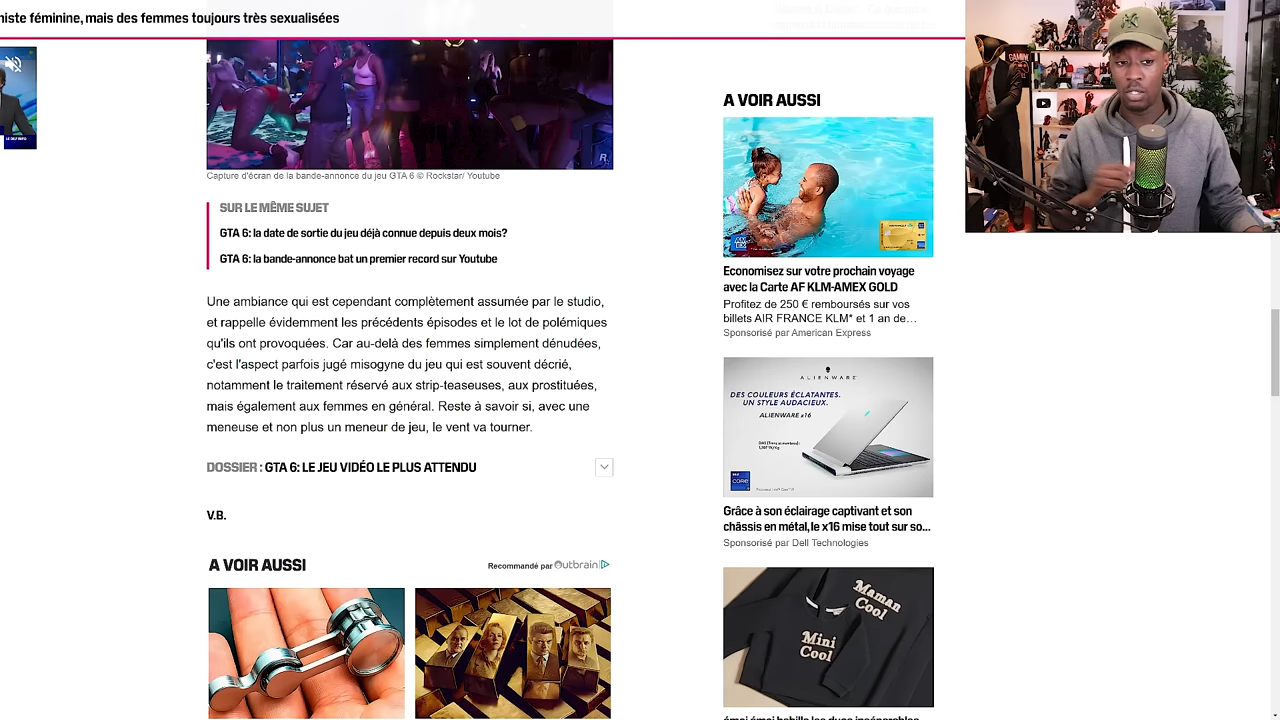 niste féminine, mais des femmes toujours très sexualisées
LE DEJ' INFO
R
Capture d'écran de la bande-annonce du jeu GTA 6 © Rockstar/ Youtube
SUR LE MÊME SUJET
GTA 6: la date de sortie du jeu déjà connue depuis deux mois?
GTA 6: la bande-annonce bat un premier record sur Youtube
Une ambiance qui est cependant complètement assumée par le studio,
et rappelle évidemment les précédents épisodes et le lot de polémiques
qu'ils ont provoquées. Car au-delà des femmes simplement dénudées,
c'est l'aspect parfois jugé misogyne du jeu qui est souvent décrié,
notamment le traitement réservé aux strip-teaseuses, aux prostituées,
mais également aux femmes en général. Reste à savoir si, avec une
meneuse et non plus un meneur de jeu, le vent va tourner.
DOSSIER : GTA 6: LE JEU VIDÉO LE PLUS ATTENDU
V.B.
A VOIR AUSSI
Recommandé par Outbrain
A VOIR AUSSI
Economisez sur votre prochain voyage
avec la Carte AF KLM-AMEX GOLD
Profitez de 250 € remboursés sur vos
billets AIR FRANCE KLM* et 1 an de…
Sponsorisé par American Express
ALIENWARE
DES COULEURS ÉCLATANTES.
UN STYLE AUDACIEUX.
ALIENWARE x16
CORE
Grâce à son éclairage captivant et son
châssis en métal,le x16 mise tout sur so...
Sponsorisé par Dell Technologies
Maman
Cool
Mini
Cool
émoi émoi habille les duos inséparables